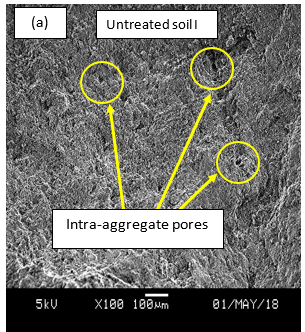 (a)
Untreated soil I
Intra-aggregate pores
5kV X100 100μm 01/MAY/18